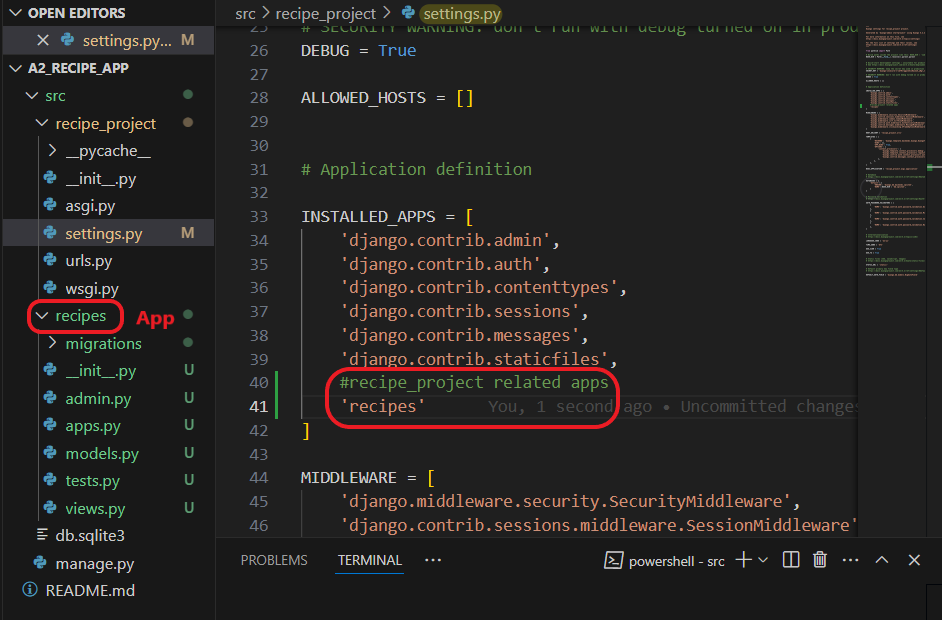 OPEN EDITORS
settings.py... M
A2_RECIPE_APP
src
recipe_project
__pycache__
__init__.py
asgi.py
settings.py M
urls.py
wsgi.py
recipes App
migrations
__init__.py U
admin.py U
apps.py U
models.py U
tests.py U
views.py U
db.sqlite3
manage.py
README.md
src > recipe_project > settings.py
25 # SECURITY WARNING: don't run with debug turned on in prod
26 DEBUG = True
27
28 ALLOWED_HOSTS = []
29
30
31 # Application definition
32
33 INSTALLED_APPS = [
34 'django.contrib.admin',
35 'django.contrib.auth',
36 'django.contrib.contenttypes',
37 'django.contrib.sessions',
38 'django.contrib.messages',
39 'django.contrib.staticfiles',
40 #recipe_project related apps
41 'recipes' You, 1 second ago • Uncommitted changes
42 ]
43
44 MIDDLEWARE = [
45 'django.middleware.security.SecurityMiddleware',
46 'django.contrib.sessions.middleware.SessionMiddleware'
PROBLEMS TERMINAL ... powershell - src